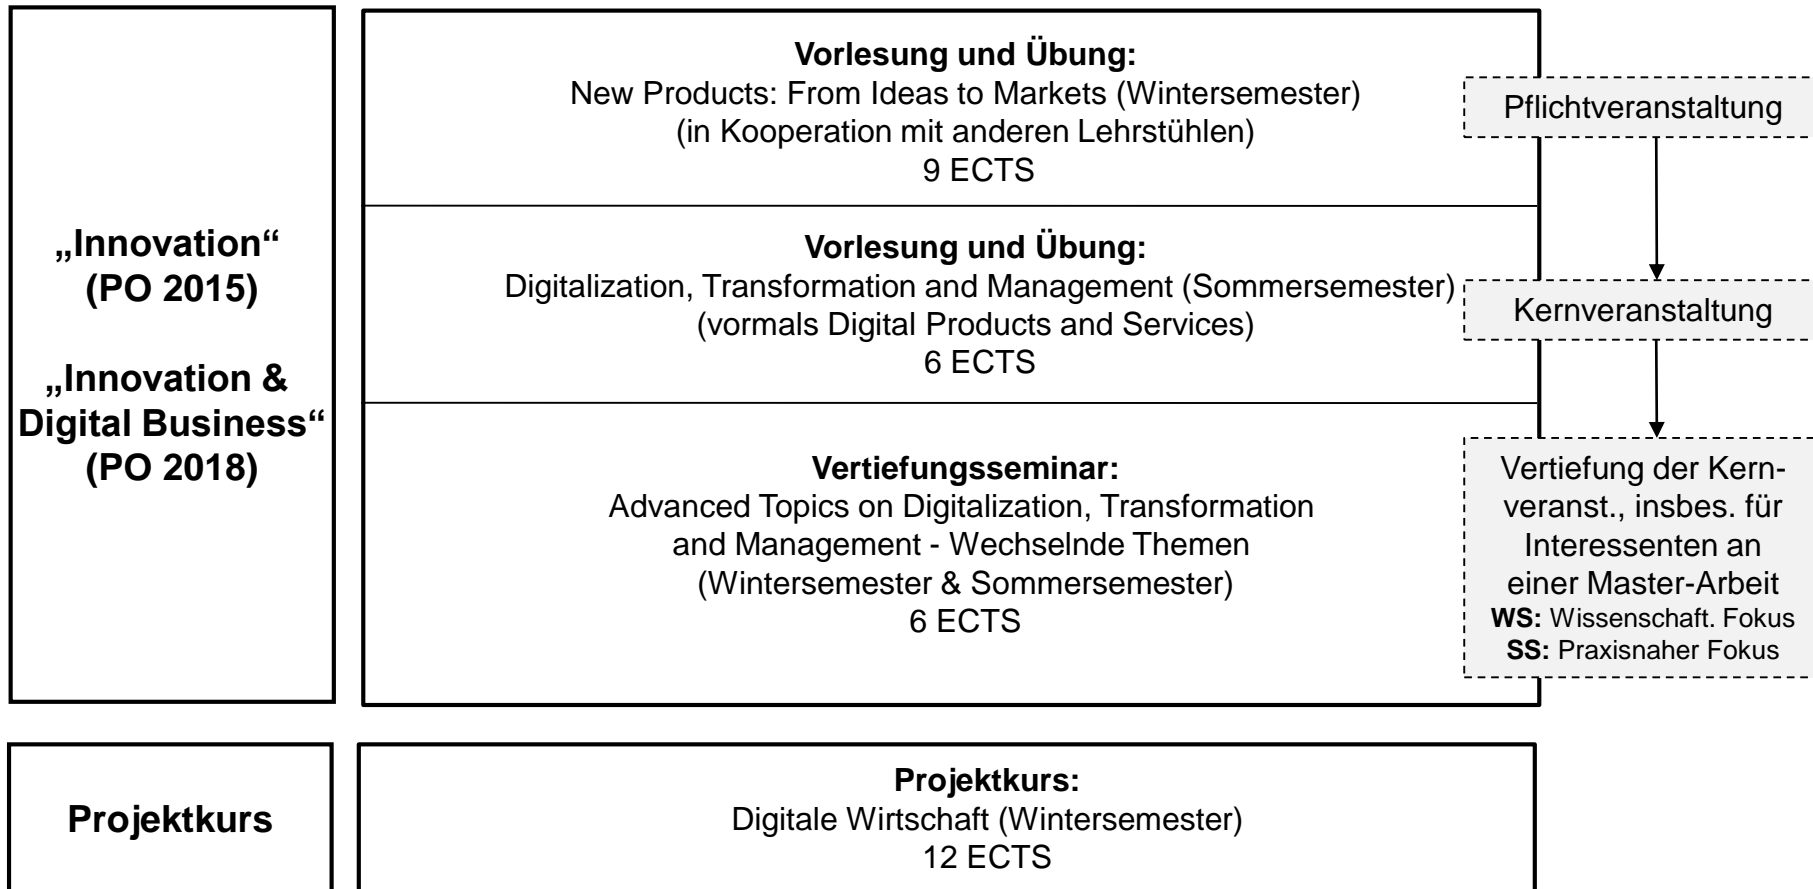 „Innovation“
(PO 2015)
„Innovation &
Digital Business“
(PO 2018)
Vorlesung und Übung:
New Products: From Ideas to Markets (Wintersemester)
(in Kooperation mit anderen Lehrstühlen)
9 ECTS
Pflichtveranstaltung
Vorlesung und Übung:
Digitalization, Transformation and Management (Sommersemester)
(vormals Digital Products and Services)
6 ECTS
Kernveranstaltung
Vertiefungsseminar:
Advanced Topics on Digitalization, Transformation
and Management - Wechselnde Themen
(Wintersemester & Sommersemester)
6 ECTS
Vertiefung der Kern-
veranst., insbes. für
Interessenten an
einer Master-Arbeit
WS: Wissenschaft. Fokus
SS: Praxisnaher Fokus
Projektkurs
Projektkurs:
Digitale Wirtschaft (Wintersemester)
12 ECTS